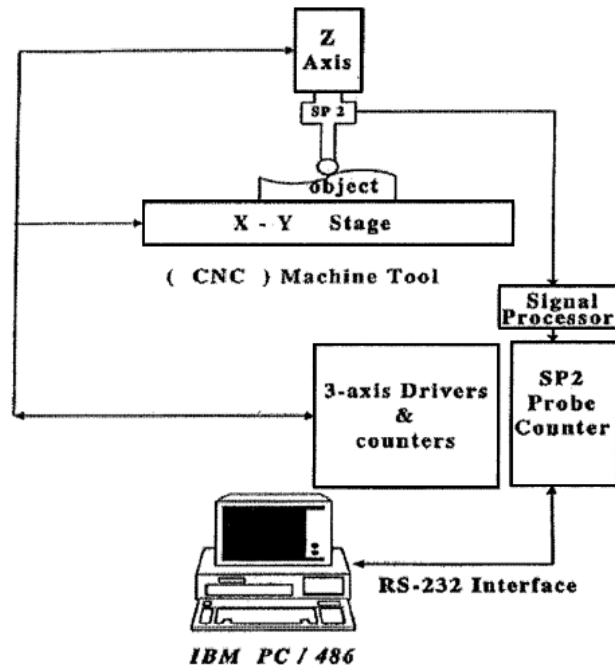 Z
Axis
SP 2
object
X - Y Stage
( CNC ) Machine Tool
Signal
Processor
3-axis Drivers
&
counters
SP2
Probe
Counter
RS-232 Interface
IBM PC / 486